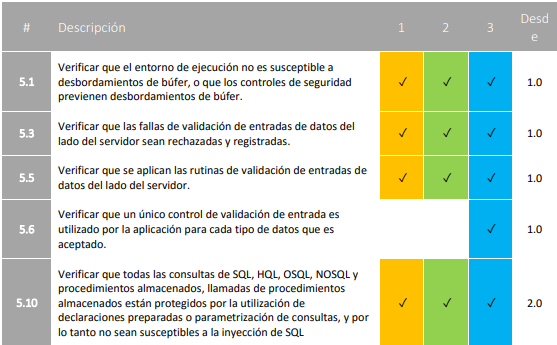 # Descripción 1 2 3 Desd
e
5.1 Verificar que el entorno de ejecución no es susceptible a
desbordamientos de búfer, o que los controles de seguridad
previenen desbordamientos de búfer.
✓ ✓ ✓ 1.0
5.3 Verificar que las fallas de validación de entradas de datos del
lado del servidor sean rechazadas y registradas.
✓ ✓ ✓ 1.0
5.5 Verificar que se aplican las rutinas de validación de entradas de
datos del lado del servidor.
✓ ✓ ✓ 1.0
5.6 Verificar que un único control de validación de entrada es
utilizado por la aplicación para cada tipo de datos que es
aceptado.
✓ 1.0
5.10 Verificar que todas las consultas de SQL, HQL, OSQL, NOSQL y
procedimientos almacenados, llamadas de procedimientos
almacenados están protegidos por la utilización de
declaraciones preparadas o parametrización de consultas, y por
lo tanto no sean susceptibles a la inyección de SQL
✓ ✓ ✓ 2.0